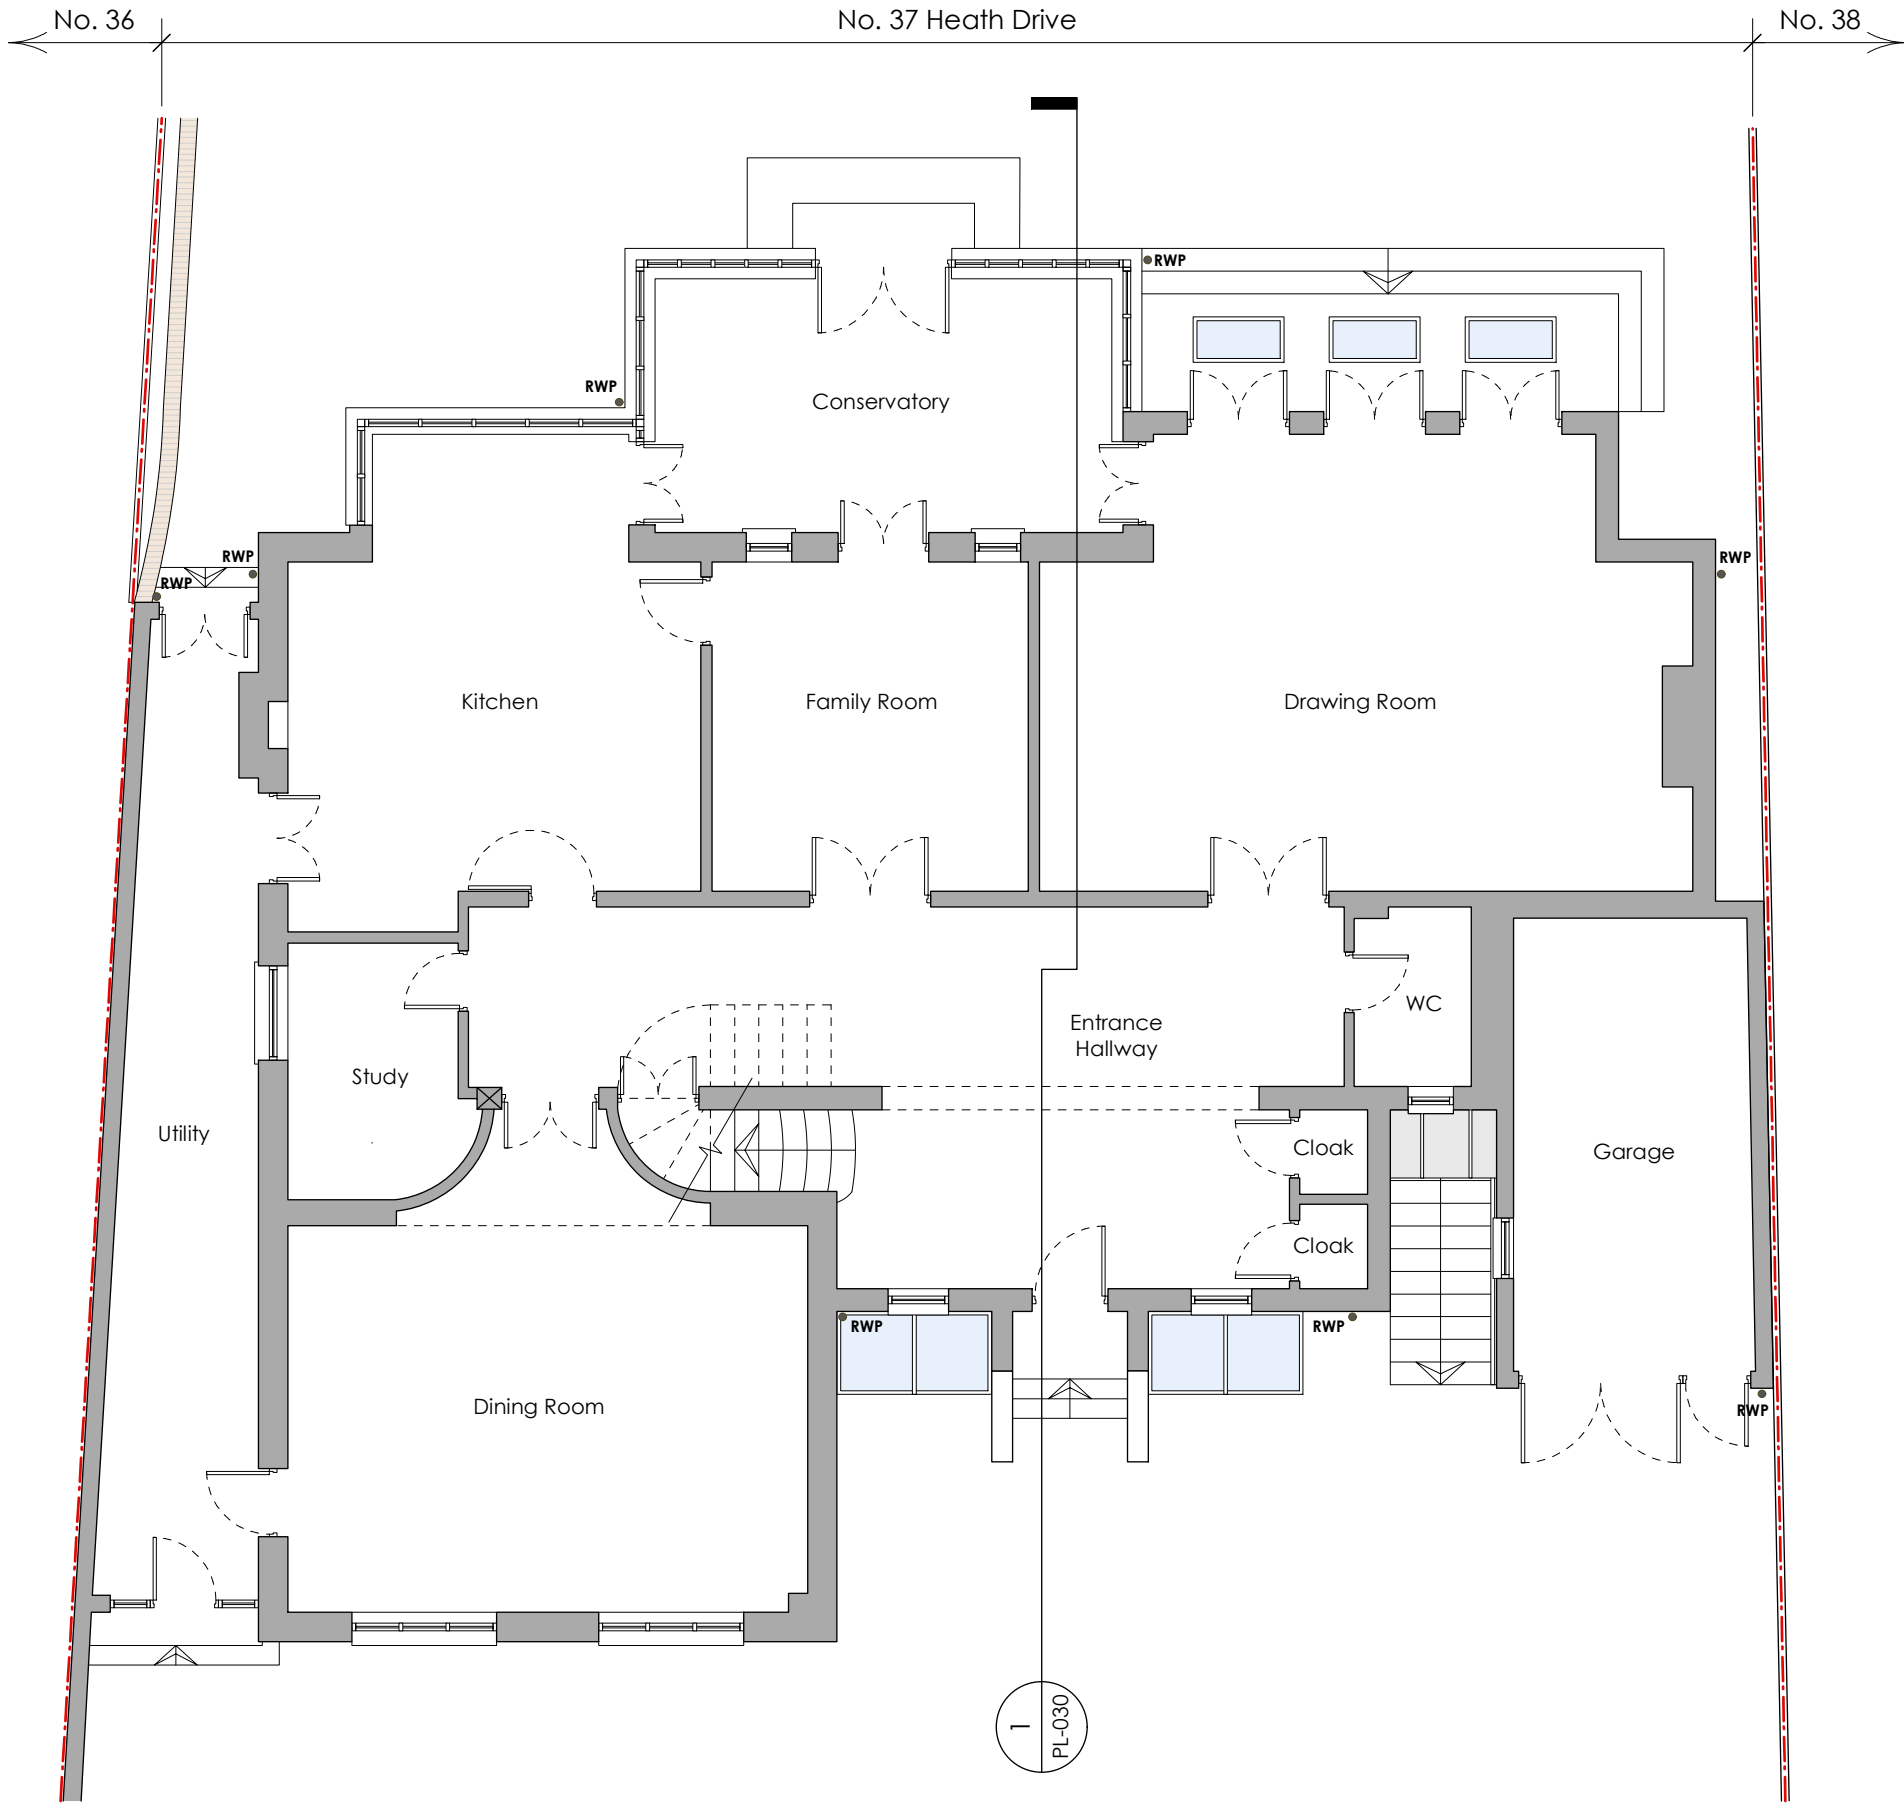 No. 36
No. 37 Heath Drive
No. 38
RWP
RWP
Conservatory
RWP
RWP
RWP
Kitchen
Family Room
Drawing Room
WC
Entrance
Hallway
Study
Utility
Cloak
Garage
Cloak
RWP
RWP
Dining Room
RWP
1
PL-030